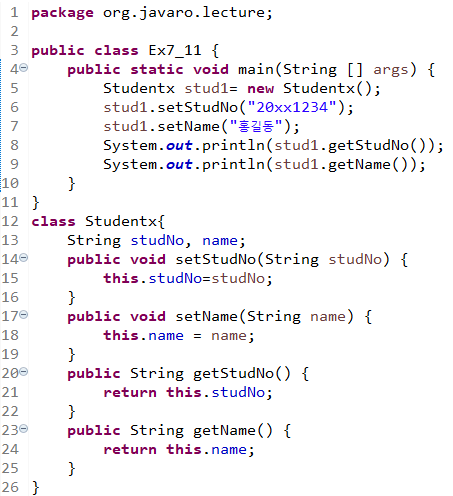 1 package org.javaro.lecture;
2
3 public class Ex7_11 {
4 public static void main(String [] args) {
5 Studentx stud1= new Studentx();
6 stud1.setStudNo("20xx1234");
7 stud1.setName("홍길동");
8 System.out.println(stud1.getStudNo());
9 System.out.println(stud1.getName());
10 }
11 }
12 class Studentx{
13 String studNo, name;
14 public void setStudNo(String studNo) {
15 this.studNo=studNo;
16 }
17 public void setName(String name) {
18 this.name = name;
19 }
20 public String getStudNo() {
21 return this.studNo;
22 }
23 public String getName() {
24 return this.name;
25 }
26 }